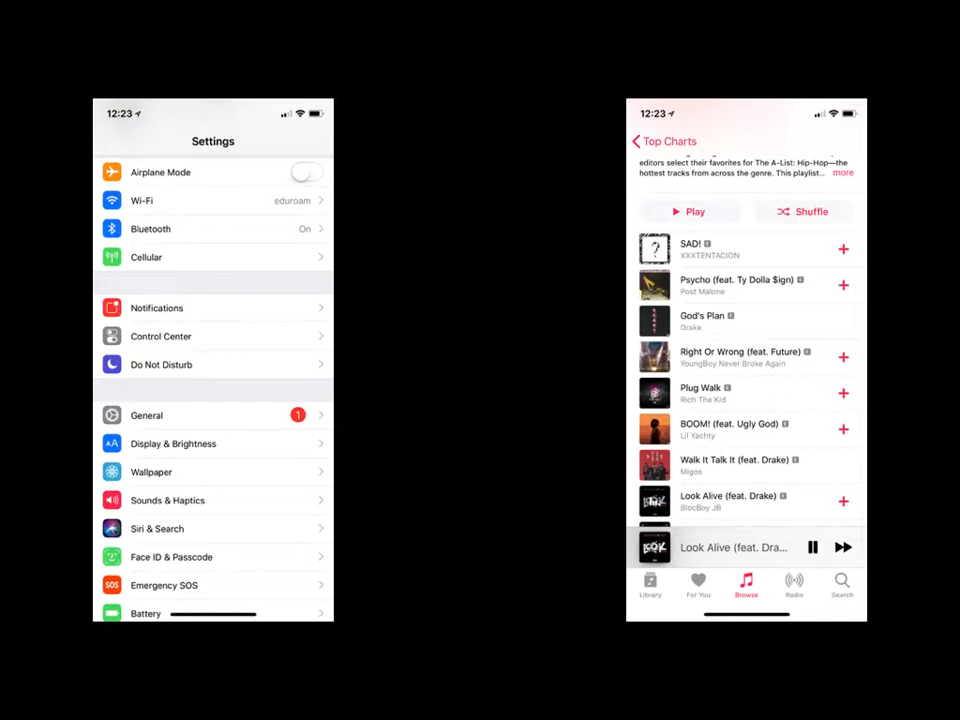 12:23
Settings
Airplane Mode
Wi-Fi eduroam
Bluetooth On
Cellular
Notifications
Control Center
Do Not Disturb
General 1
AA Display & Brightness
Wallpaper
Sounds & Haptics
Siri & Search
Face ID & Passcode
SOS Emergency SOS
Battery
12:23
Top Charts
editors select their favorites for The A-List: Hip-Hop—the
hottest tracks from across the genre. This playlist... more
Play Shuffle
SAD! E
XXXTENTACION
Psycho (feat. Ty Dolla $ign) E
Post Malone
God's Plan E
Drake
Right Or Wrong (feat. Future) E
YoungBoy Never Broke Again
Plug Walk E
Rich The Kid
BOOM! (feat. Ugly God) E
Lil Yachty
Walk It Talk It (feat. Drake) E
Migos
Look Alive (feat. Drake) E
BlocBoy JB
Look Alive (feat. Dra...
Library For You Browse Radio Search